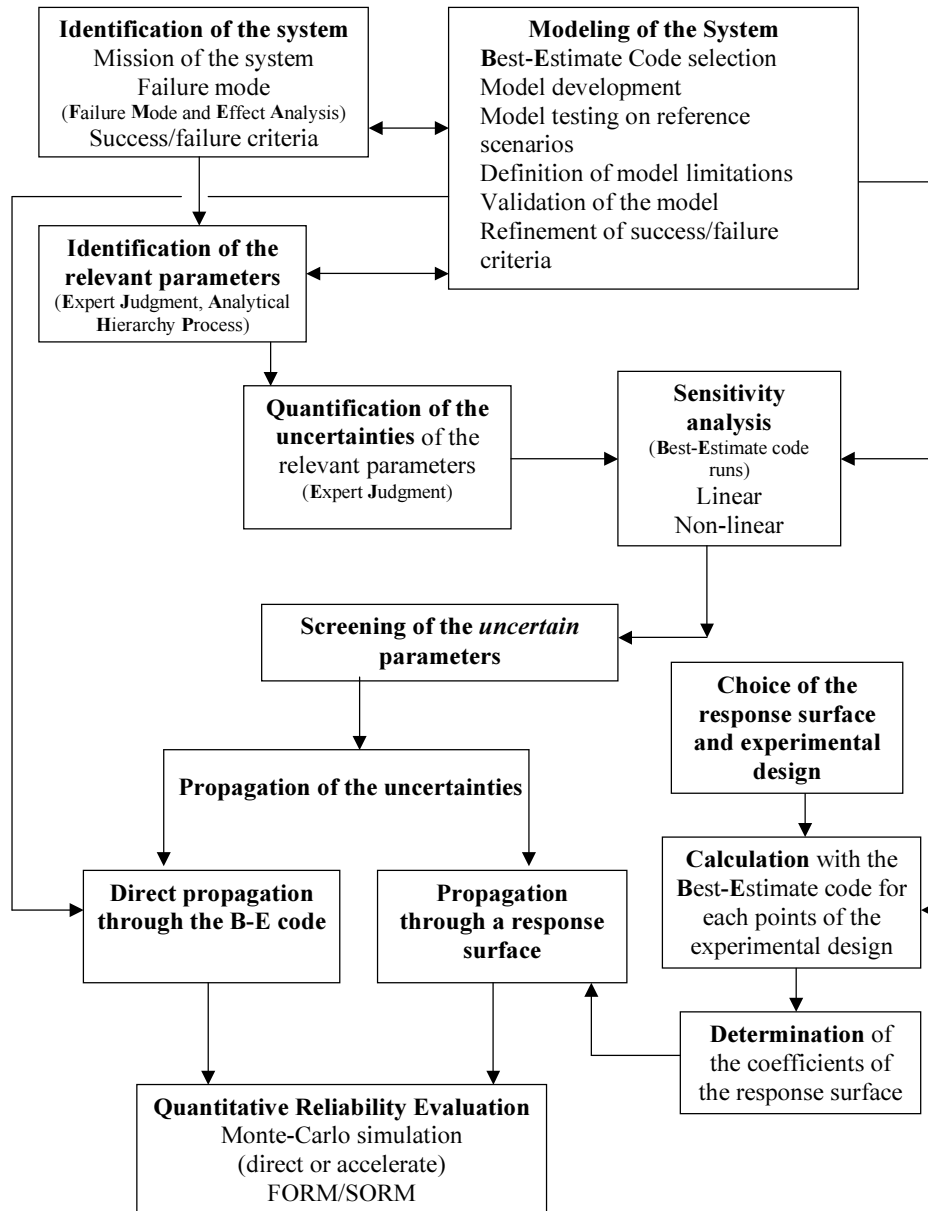 Identification of the system
Mission of the system
Failure mode
(Failure Mode and Effect Analysis)
Success/failure criteria
Modeling of the System
Best-Estimate Code selection
Model development
Model testing on reference
scenarios
Definition of model limitations
Validation of the model
Refinement of success/failure
criteria
Identification of the
relevant parameters
(Expert Judgment, Analytical
Hierarchy Process)
Quantification of the
uncertainties of the
relevant parameters
(Expert Judgment)
Sensitivity
analysis
(Best-Estimate code
runs)
Linear
Non-linear
Screening of the uncertain
parameters
Choice of the
response surface
and experimental
design
Propagation of the uncertainties
Direct propagation
through the B-E code
Propagation
through a response
surface
Calculation with the
Best-Estimate code for
each points of the
experimental design
Determination of
the coefficients of
the response surface
Quantitative Reliability Evaluation
Monte-Carlo simulation
(direct or accelerate)
FORM/SORM